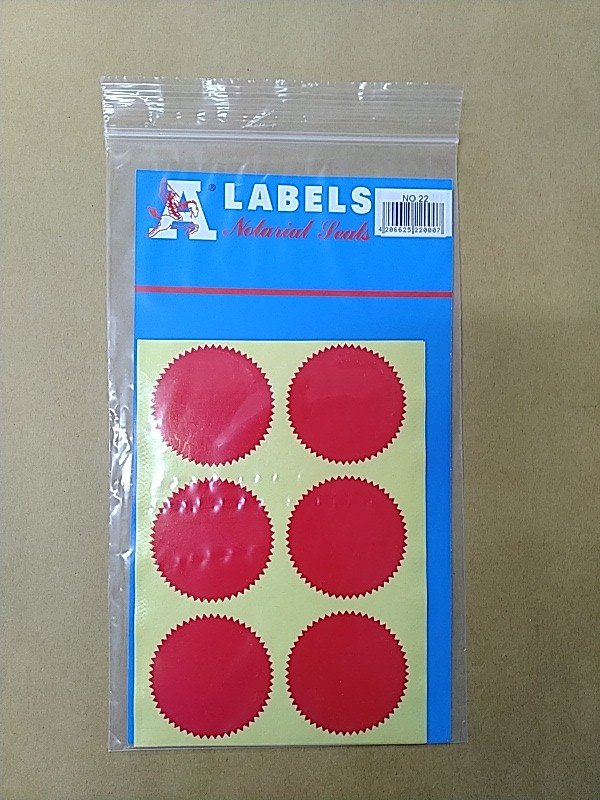 A® LABELS
Notarial Seals
NO 22
4 206625 220007